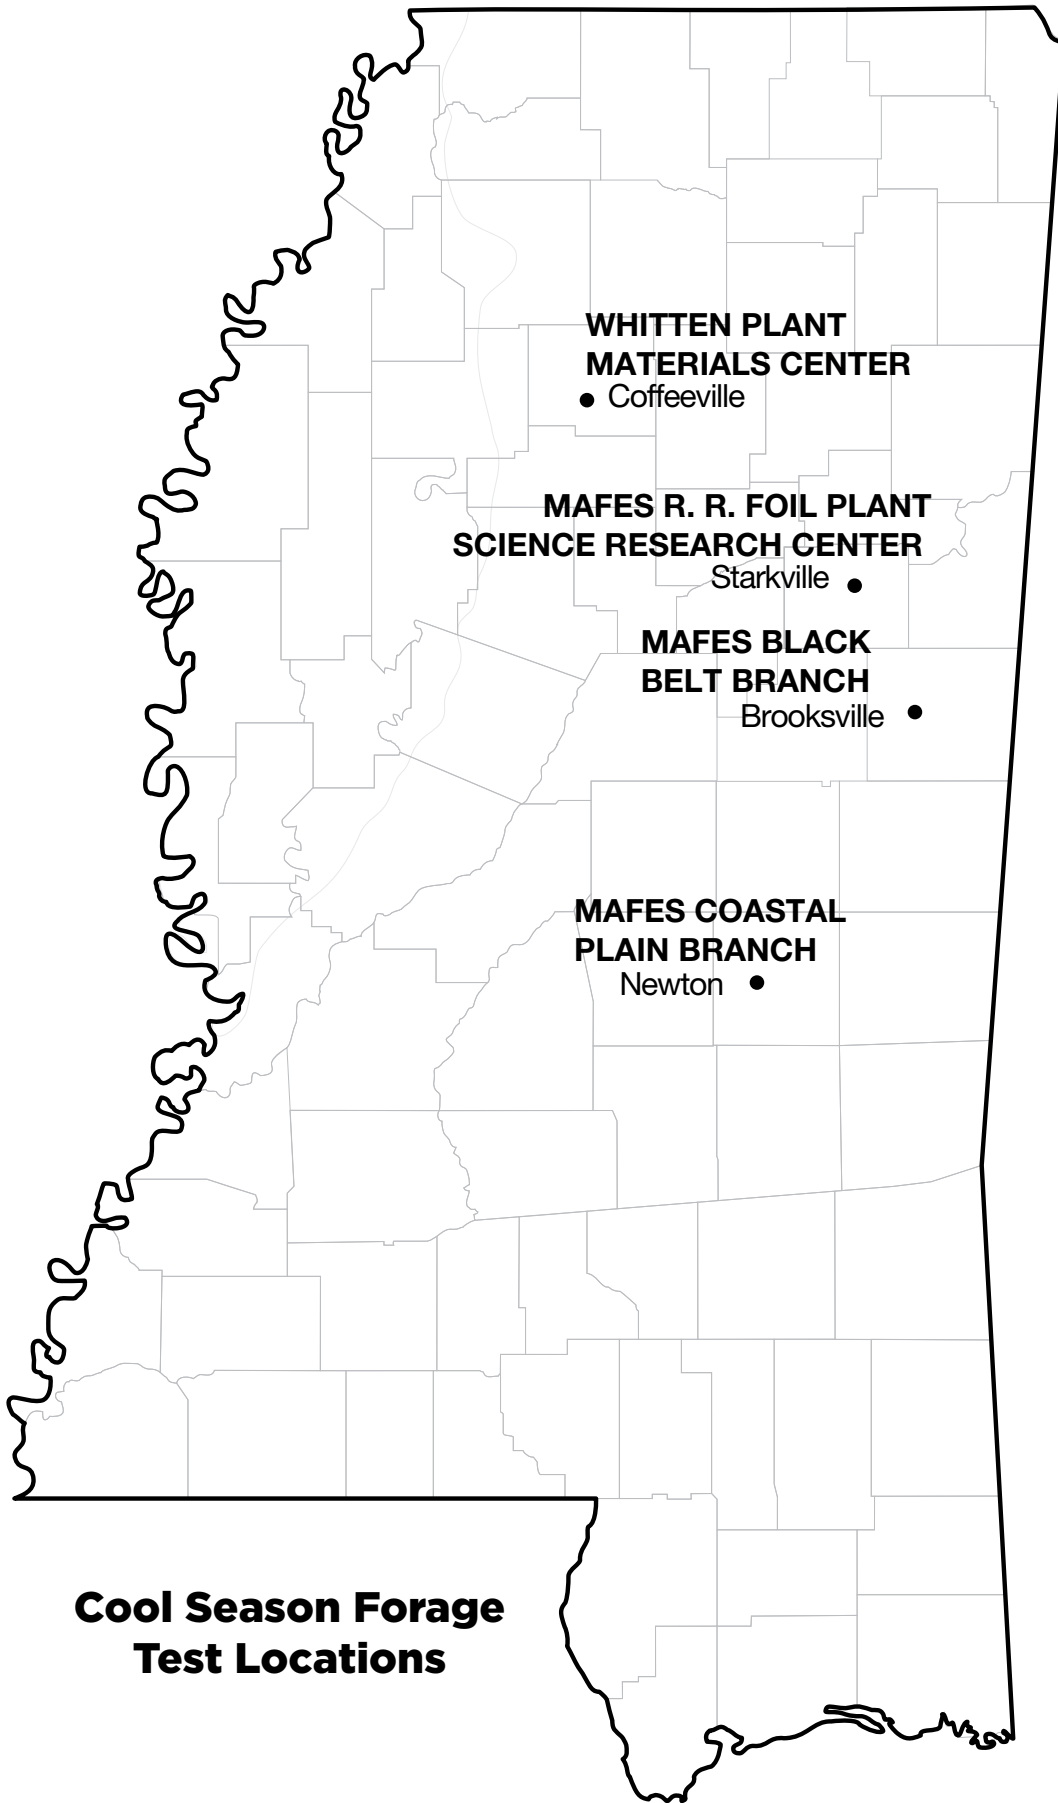 WHITTEN PLANT
MATERIALS CENTER
Coffeeville
MAFES R. R. FOIL PLANT
SCIENCE RESEARCH CENTER
Starkville
MAFES BLACK
BELT BRANCH
Brooksville
MAFES COASTAL
PLAIN BRANCH
Newton
Cool Season Forage
Test Locations